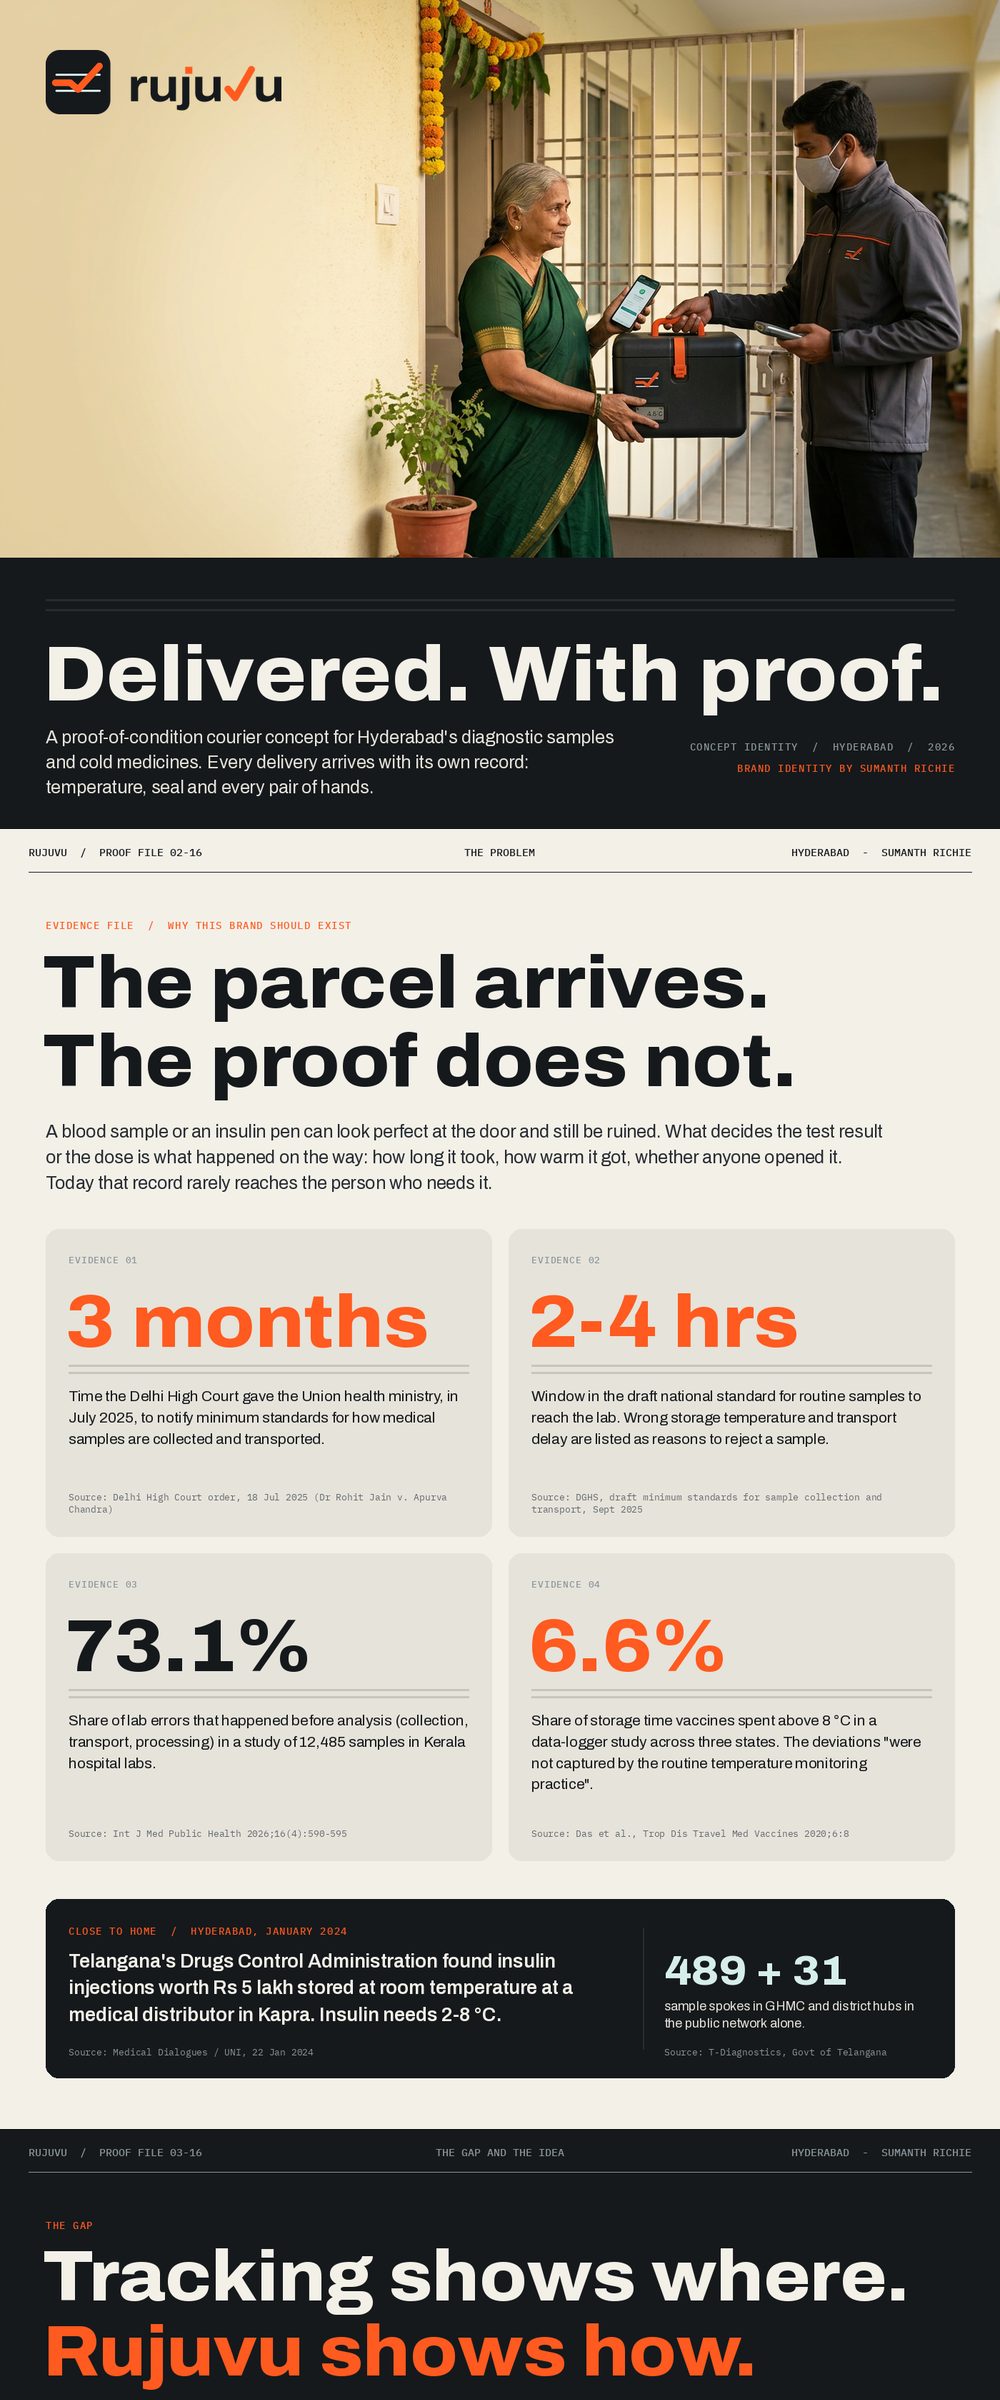 rujuvu
4.6°C
Delivered. With proof.
A proof-of-condition courier concept for Hyderabad's diagnostic samples
and cold medicines. Every delivery arrives with its own record:
temperature, seal and every pair of hands.
CONCEPT IDENTITY / HYDERABAD / 2026
BRAND IDENTITY BY SUMANTH RICHIE
RUJUVU / PROOF FILE 02-16
THE PROBLEM
HYDERABAD - SUMANTH RICHIE
EVIDENCE FILE / WHY THIS BRAND SHOULD EXIST
The parcel arrives.
The proof does not.
A blood sample or an insulin pen can look perfect at the door and still be ruined. What decides the test result
or the dose is what happened on the way: how long it took, how warm it got, whether anyone opened it.
Today that record rarely reaches the person who needs it.
EVIDENCE 01
3 months
Time the Delhi High Court gave the Union health ministry, in
July 2025, to notify minimum standards for how medical
samples are collected and transported.
Source: Delhi High Court order, 18 Jul 2025 (Dr Rohit Jain v. Apurva
Chandra)
EVIDENCE 02
2-4 hrs
Window in the draft national standard for routine samples to
reach the lab. Wrong storage temperature and transport
delay are listed as reasons to reject a sample.
Source: DGHS, draft minimum standards for sample collection and
transport, Sept 2025
EVIDENCE 03
73.1%
Share of lab errors that happened before analysis (collection,
transport, processing) in a study of 12,485 samples in Kerala
hospital labs.
Source: Int J Med Public Health 2026;16(4):590-595
EVIDENCE 04
6.6%
Share of storage time vaccines spent above 8 °C in a
data-logger study across three states. The deviations "were
not captured by the routine temperature monitoring
practice".
Source: Das et al., Trop Dis Travel Med Vaccines 2020;6:8
CLOSE TO HOME / HYDERABAD, JANUARY 2024
Telangana's Drugs Control Administration found insulin
injections worth Rs 5 lakh stored at room temperature at a
medical distributor in Kapra. Insulin needs 2-8 °C.
Source: Medical Dialogues / UNI, 22 Jan 2024
489 + 31
sample spokes in GHMC and district hubs in
the public network alone.
Source: T-Diagnostics, Govt of Telangana
RUJUVU / PROOF FILE 03-16
THE GAP AND THE IDEA
HYDERABAD - SUMANTH RICHIE
THE GAP
Tracking shows where.
Rujuvu shows how.